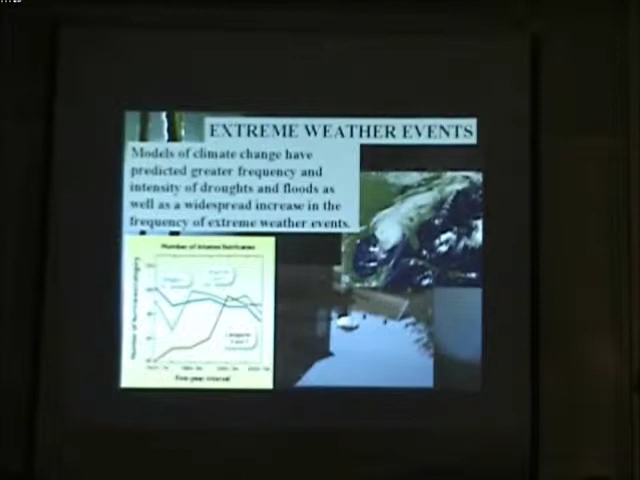 EXTREME WEATHER EVENTS
Models of climate change have
predicted greater frequency and
intensity of droughts and floods as
well as a widespread increase in the
frequency of extreme weather events.
Number of intense hurricanes
Five-year interval